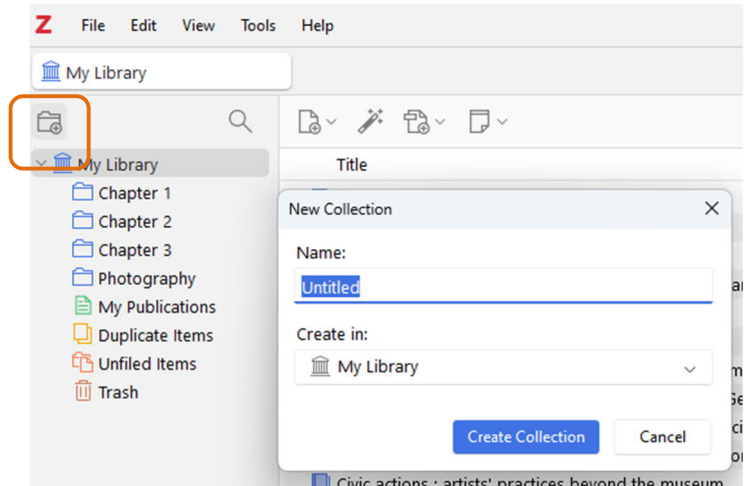 Z File Edit View Tools Help
My Library
My Library
Title
Chapter 1
Chapter 2
Chapter 3
Photography
My Publications
Duplicate Items
Unfiled Items
Trash
New Collection
Name:
Untitled
Create in:
My Library
Create Collection Cancel
Civic actions : artists' practices beyond the museum